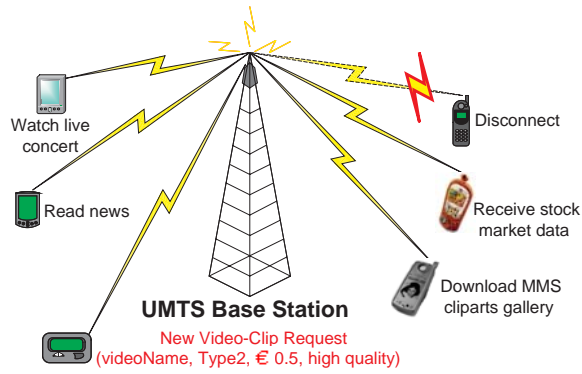 Watch live
concert
Disconnect
Read news
Receive stock
market data
Download MMS
cliparts gallery
UMTS Base Station
New Video-Clip Request
(videoName, Type2, € 0.5, high quality)